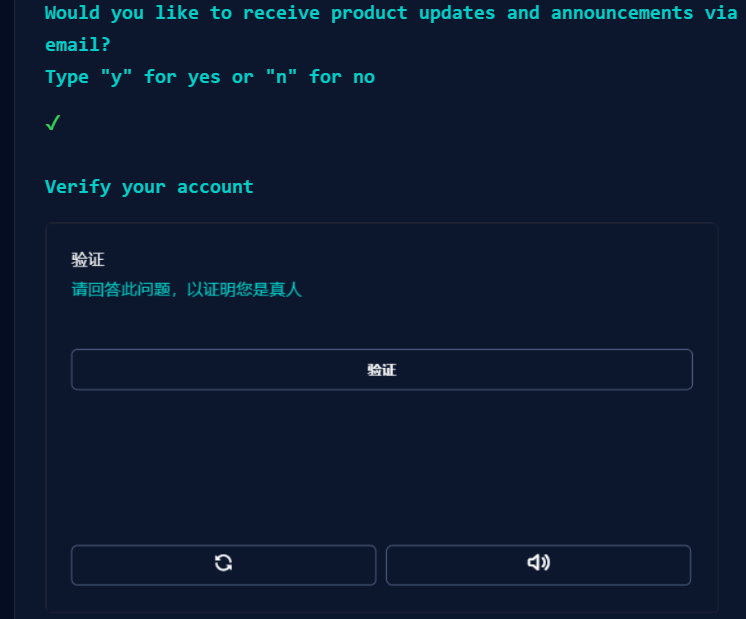 Would you like to receive product updates and announcements via
email?
Type "y" for yes or "n" for no
✓
Verify your account
验证
请回答此问题，以证明您是真人
验证